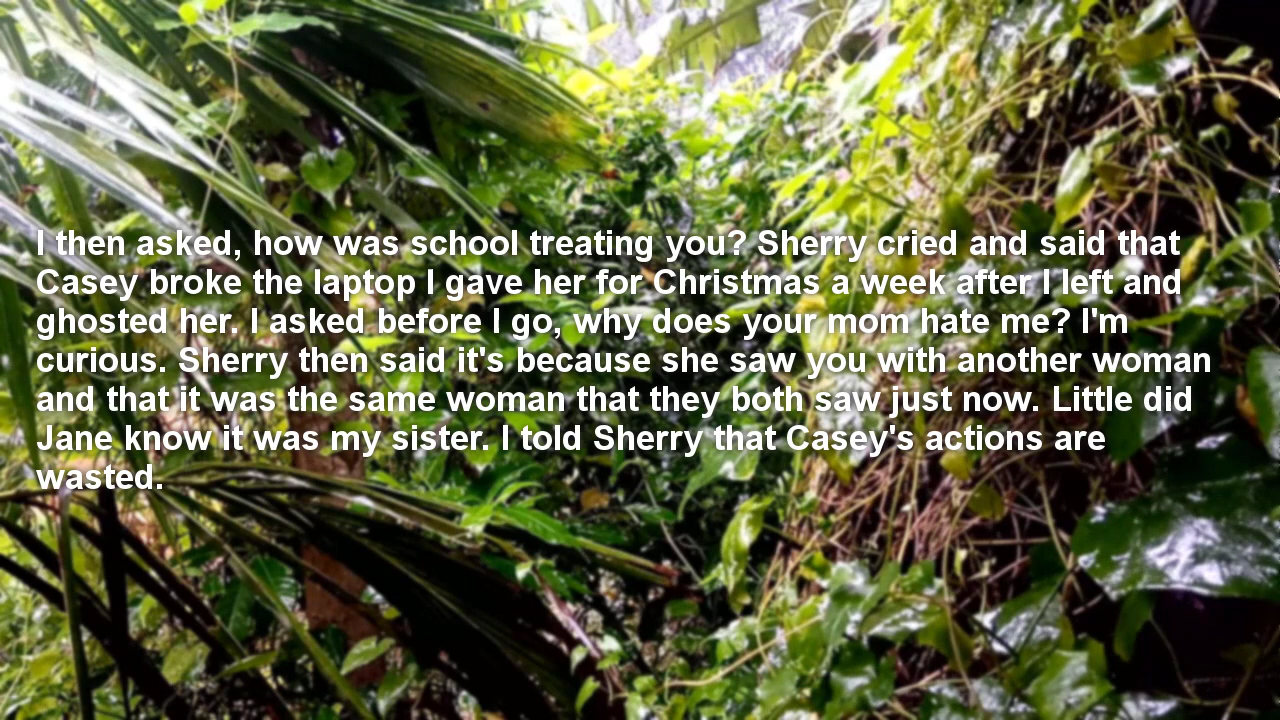 I then asked, how was school treating you? Sherry cried and said that
Casey broke the laptop I gave her for Christmas a week after I left and
ghosted her. I asked before I go, why does your mom hate me? I'm
curious. Sherry then said it's because she saw you with another woman
and that it was the same woman that they both saw just now. Little did
Jane know it was my sister. I told Sherry that Casey's actions are
wasted.